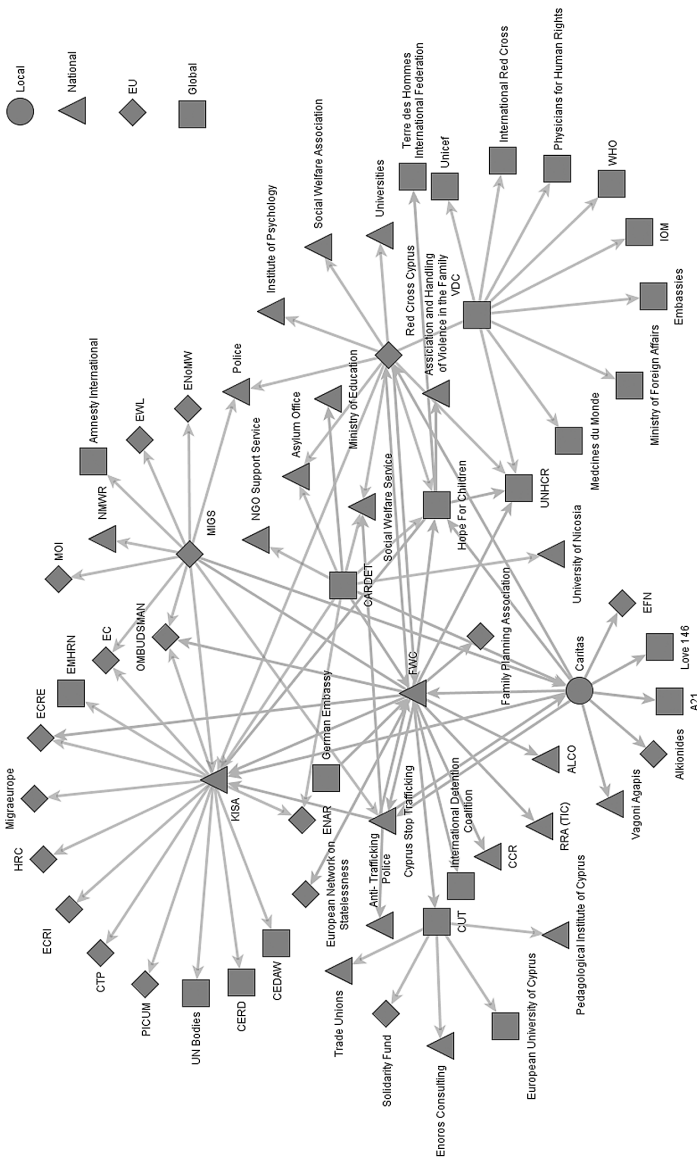 Local
National
EU
Global
Terre des Hommes
International Federation
Unicef
International Red Cross
Physicians for Human Rights
WHO
IOM
Embassies
Ministry of Foreign Affairs
Medcines du Monde
VDC
Social Welfare Association
Universities
Institute of Psychology
Red Cross Cyprus
Assiciation and Handling
of Violence in the Family
Police
Ministry of Education
Asylum Office
NGO Support Service
Social Welfare Service
Hope For Children
UNHCR
University of Nicosia
CARDET
Amnesty International
EWL
ENoMW
NMWR
MOI
MIGS
EC
OMBUDSMAN
EMHRN
ECRE
Migraeurope
HRC
ECRI
CTP
PICUM
UN Bodies
CERD
CEDAW
KISA
ENAR
German Embassy
FWC
Family Planning Association
Caritas
EFN
Love 146
A21
Alkionides
Vagoni Agapis
ALCO
RRA (TIC)
CCR
International Detention
Coalition
Cyprus Stop Trafficking
Anti- Trafficking
Police
European Network on
Statelessness
CUT
Trade Unions
Solidarity Fund
Enoros Consulting
European University of Cyprus
Pedagological Institute of Cyprus